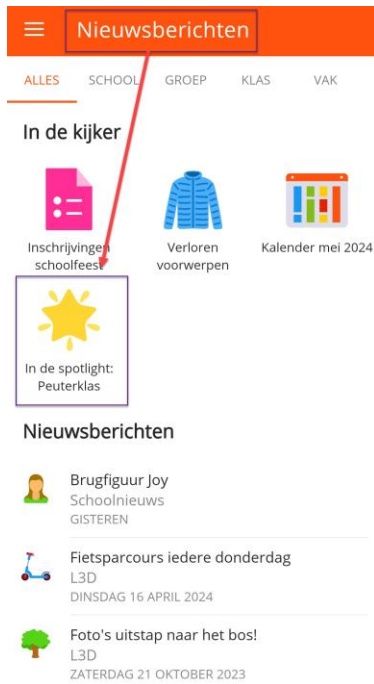 Nieuwsberichten
ALLES SCHOOL GROEP KLAS VAK
In de kijker
Inschrijvingen
schoolfeest
Verloren
voorwerpen
Kalender mei 2024
In de spotlight:
Peuterklas
Nieuwsberichten
Brugfiguur Joy
Schoolnieuws
GISTEREN
Fietsparcours iedere donderdag
L3D
DINSDAG 16 APRIL 2024
Foto's uitstap naar het bos!
L3D
ZATERDAG 21 OKTOBER 2023